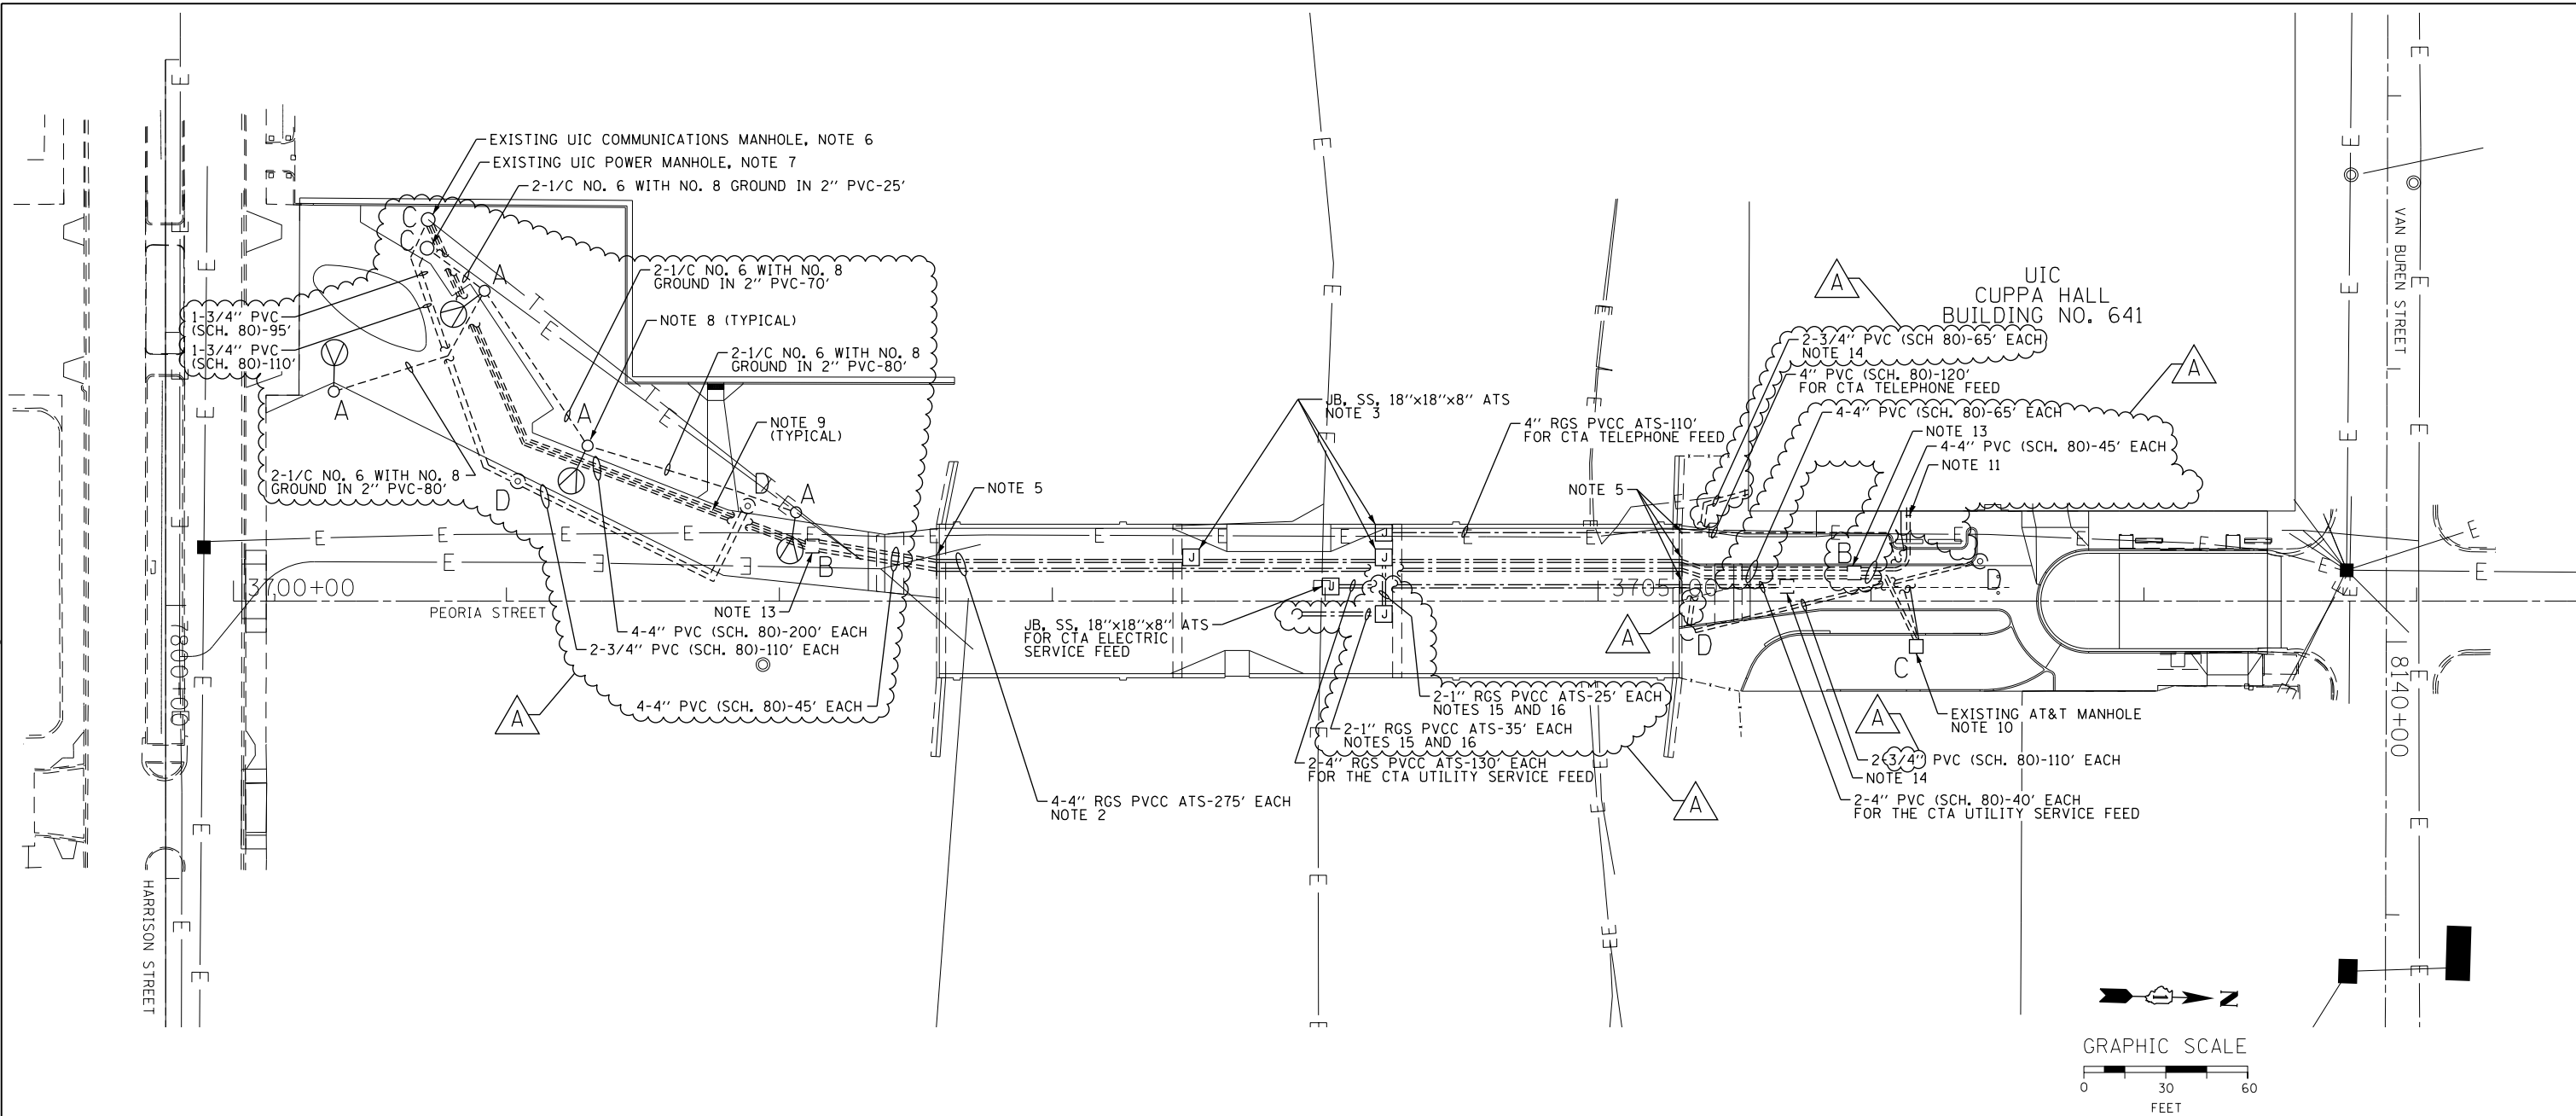 EXISTING UIC COMMUNICATIONS MANHOLE, NOTE 6
EXISTING UIC POWER MANHOLE, NOTE 7
2-1/C NO. 6 WITH NO. 8 GROUND IN 2" PVC-25'
C
C
A
2-1/C NO. 6 WITH NO. 8
GROUND IN 2" PVC-70'
1-3/4" PVC
(SCH. 80)-95'
1-3/4" PVC
(SCH. 80)-110'
NOTE 8 (TYPICAL)
2-1/C NO. 6 WITH NO. 8
GROUND IN 2" PVC-80'
A
A
NOTE 9
(TYPICAL)
2-1/C NO. 6 WITH NO. 8
GROUND IN 2" PVC-80'
D
D
A
B
NOTE 5
3700+00
PEORIA STREET
NOTE 13
4-4" PVC (SCH. 80)-200' EACH
2-3/4" PVC (SCH. 80)-110' EACH
4-4" PVC (SCH. 80)-45' EACH
A
7800+00
HARRISON STREET
JB, SS, 18"x18"x8" ATS
NOTE 3
4" RGS PVCC ATS-110'
FOR CTA TELEPHONE FEED
NOTE 5
J
J
J
J
J
JB, SS, 18"x18"x8" ATS
FOR CTA ELECTRIC
SERVICE FEED
2-1" RGS PVCC ATS-25' EACH
NOTES 15 AND 16
2-1" RGS PVCC ATS-35' EACH
NOTES 15 AND 16
2-4" RGS PVCC ATS-130' EACH
FOR THE CTA UTILITY SERVICE FEED
4-4" RGS PVCC ATS-275' EACH
NOTE 2
A
A
UIC
CUPPA HALL
BUILDING NO. 641
A
2-3/4" PVC (SCH 80)-65' EACH
NOTE 14
4" PVC (SCH. 80)-120'
FOR CTA TELEPHONE FEED
4-4" PVC (SCH. 80)-65' EACH
NOTE 13
4-4" PVC (SCH. 80)-45' EACH
NOTE 11
B
D
3705+00
A
D
C
EXISTING AT&T MANHOLE
NOTE 10
A
2-3/4" PVC (SCH. 80)-110' EACH
NOTE 14
2-4" PVC (SCH. 80)-40' EACH
FOR THE CTA UTILITY SERVICE FEED
VAN BUREN STREET
8140+00
N
GRAPHIC SCALE
0 30 60
FEET